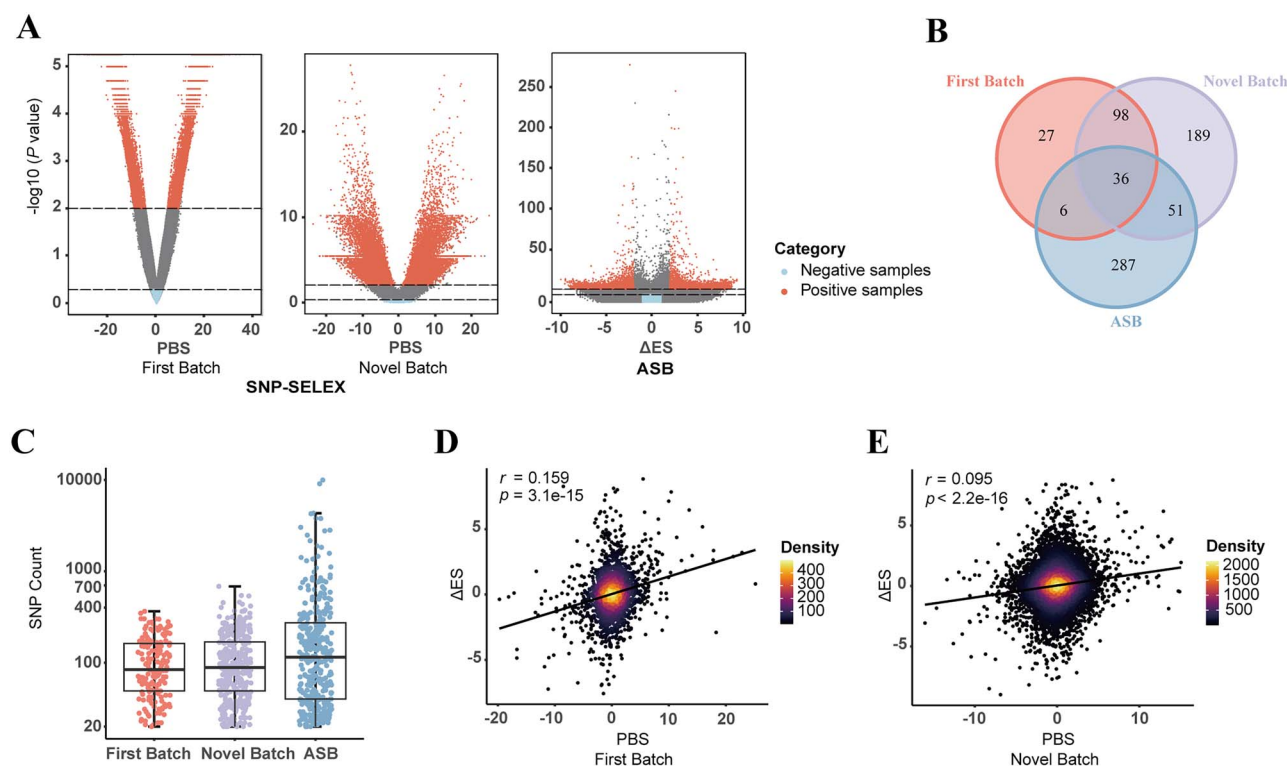 A
-log10 (P value)
5
4
3
2
1
0
-20
0
20
40
PBS
First Batch
20
10
0
-20
-10
0
10
20
PBS
Novel Batch
SNP-SELEX
250
200
150
100
50
0
-10
-5
0
5
10
ΔES
ASB
Category
Negative samples
Positive samples
B
First Batch
Novel Batch
27
98
189
36
6
51
287
ASB
C
SNP Count
10000
1000
700
400
100
20
First Batch
Novel Batch
ASB
D
r = 0.159
p = 3.1e-15
ΔES
5
0
-5
-20
-10
0
10
20
PBS
First Batch
Density
400
300
200
100
E
r = 0.095
p < 2.2e-16
ΔES
5
0
-5
-10
0
10
PBS
Novel Batch
Density
2000
1500
1000
500